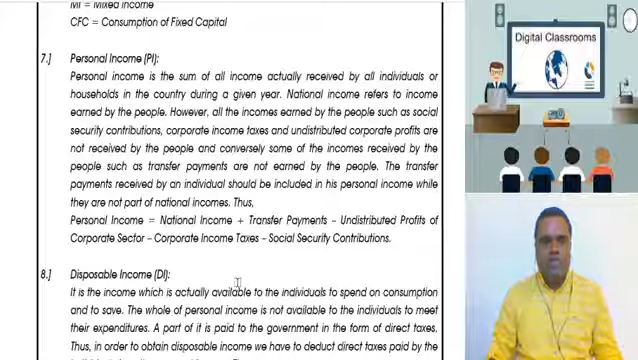 MI = Mixed Income
CFC = Consumption of Fixed Capital
7.] Personal Income (PI):
Personal income is the sum of all income actually received by all individuals or
households in the country during a given year. National income refers to income
earned by the people. However, all the incomes earned by the people such as social
security contributions, corporate income taxes and undistributed corporate profits are
not received by the people and conversely some of the incomes received by the
people such as transfer payments are not earned by the people. The transfer
payments received by an individual should be included in his personal income while
they are not part of national incomes. Thus,
Personal Income = National Income + Transfer Payments – Undistributed Profits of
Corporate Sector – Corporate Income Taxes – Social Security Contributions.
8.] Disposable Income (DI):
It is the income which is actually available to the individuals to spend on consumption
and to save. The whole of personal income is not available to the individuals to meet
their expenditures. A part of it is paid to the government in the form of direct taxes.
Thus, in order to obtain disposable income we have to deduct direct taxes paid by the
Digital Classrooms